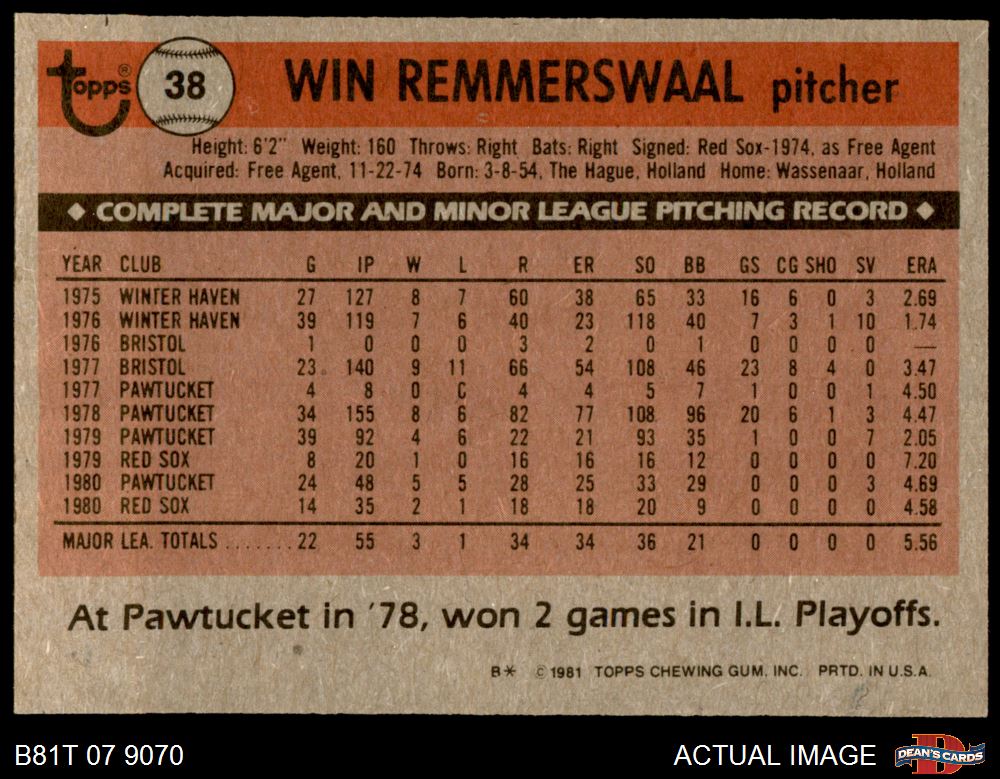 Topps® 38 WIN REMMERSWAAL pitcher
Height: 6'2" Weight: 160 Throws: Right Bats: Right Signed: Red Sox-1974, as Free Agent
Acquired: Free Agent, 11-22-74 Born: 3-8-54, The Hague, Holland Home: Wassenaar, Holland
◆ COMPLETE MAJOR AND MINOR LEAGUE PITCHING RECORD ◆
YEAR CLUB G IP W L R ER SO BB GS CG SHO SV ERA
1975 WINTER HAVEN 27 127 8 7 60 38 65 33 16 6 0 3 2.69
1976 WINTER HAVEN 39 119 7 6 40 23 118 40 7 3 1 10 1.74
1976 BRISTOL 1 0 0 0 3 2 0 1 0 0 0 0 —
1977 BRISTOL 23 140 9 11 66 54 108 46 23 8 4 0 3.47
1977 PAWTUCKET 4 8 0 C 4 4 5 7 1 0 0 1 4.50
1978 PAWTUCKET 34 155 8 6 82 77 108 96 20 6 1 3 4.47
1979 PAWTUCKET 39 92 4 6 22 21 93 35 1 0 0 7 2.05
1979 RED SOX 8 20 1 0 16 16 16 12 0 0 0 0 7.20
1980 PAWTUCKET 24 48 5 5 28 25 33 29 0 0 0 3 4.69
1980 RED SOX 14 35 2 1 18 18 20 9 0 0 0 0 4.58
MAJOR LEA. TOTALS ....... 22 55 3 1 34 34 36 21 0 0 0 0 5.56
At Pawtucket in '78, won 2 games in I.L. Playoffs.
B* © 1981 TOPPS CHEWING GUM, INC. PRTD. IN U.S.A.
B81T 07 9070 ACTUAL IMAGE DEAN'S CARDS